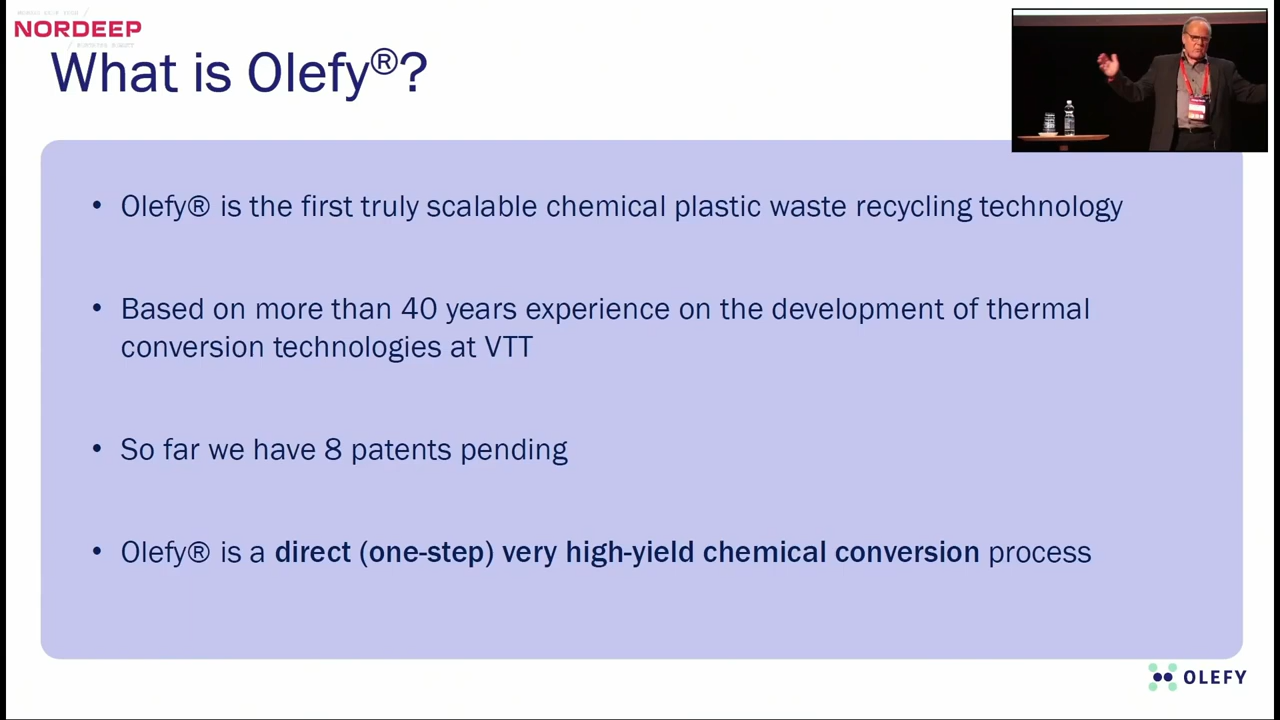 NORDEEP
What is Olefy®?
• Olefy® is the first truly scalable chemical plastic waste recycling technology
• Based on more than 40 years experience on the development of thermal
conversion technologies at VTT
• So far we have 8 patents pending
• Olefy® is a direct (one-step) very high-yield chemical conversion process
OLEFY